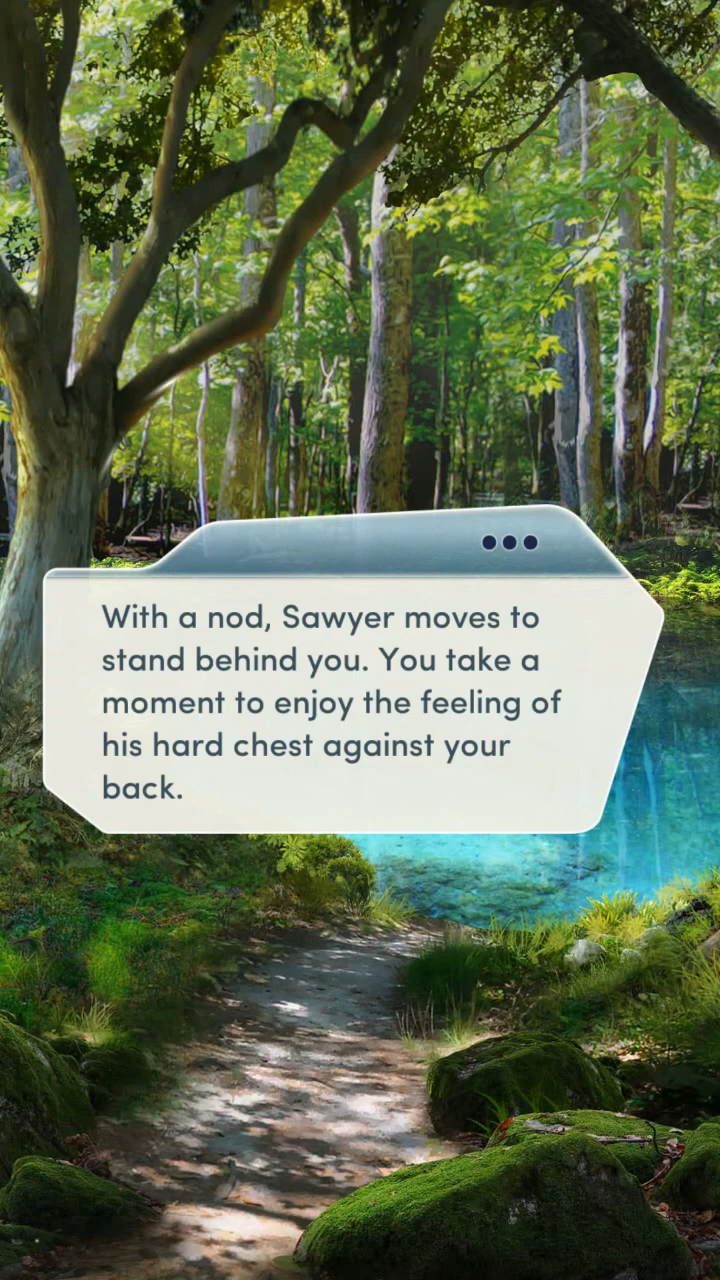 With a nod, Sawyer moves to
stand behind you. You take a
moment to enjoy the feeling of
his hard chest against your
back.